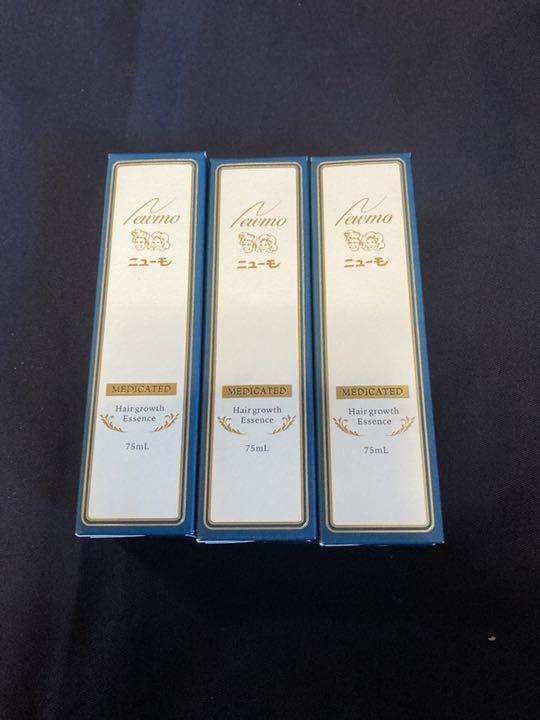 Newmo
ニューモ
MEDICATED
Hair growth
Essence
75mL
Newmo
ニューモ
MEDICATED
Hair growth
Essence
75mL
Newmo
ニューモ
MEDICATED
Hair growth
Essence
75mL